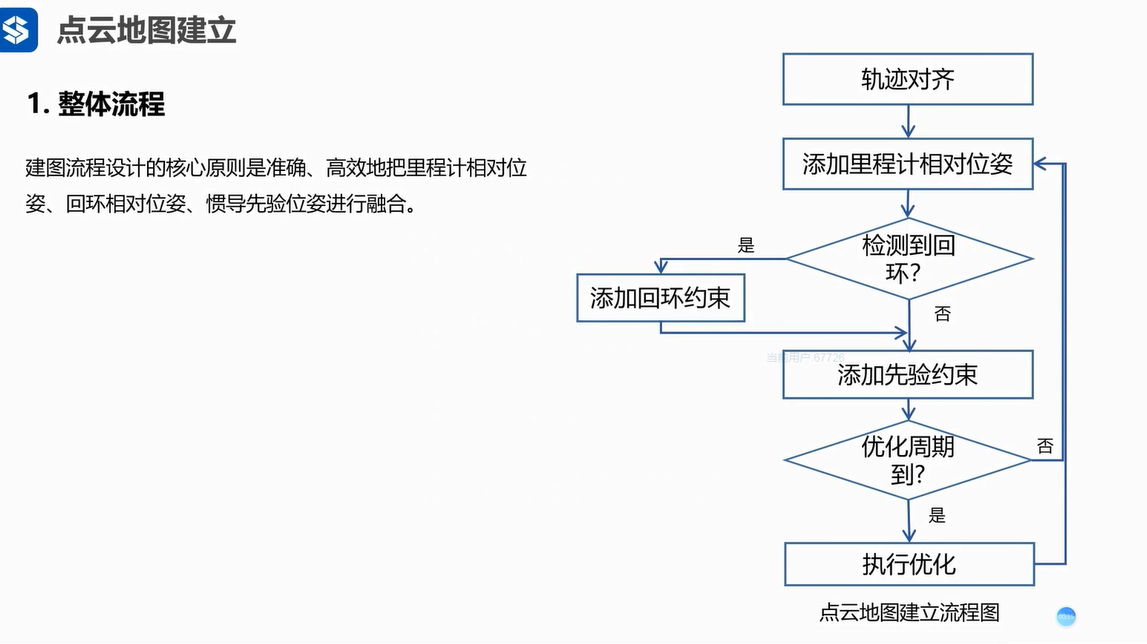 点云地图建立
1. 整体流程
建图流程设计的核心原则是准确、高效地把里程计相对位
姿、回环相对位姿、惯导先验位姿进行融合。
轨迹对齐
添加里程计相对位姿
检测到回
环?
是
添加回环约束
否
当前用户:67726
添加先验约束
优化周期
到?
否
是
执行优化
点云地图建立流程图